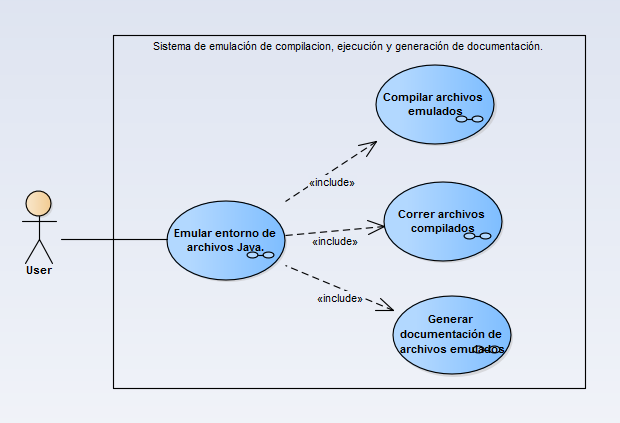 Sistema de emulación de compilacion, ejecución y generación de documentación.
Compilar archivos
emulados
«include»
Correr archivos
compilados
Emular entorno de
archivos Java.
«include»
User
«include»
Generar
documentación de
archivos emulados